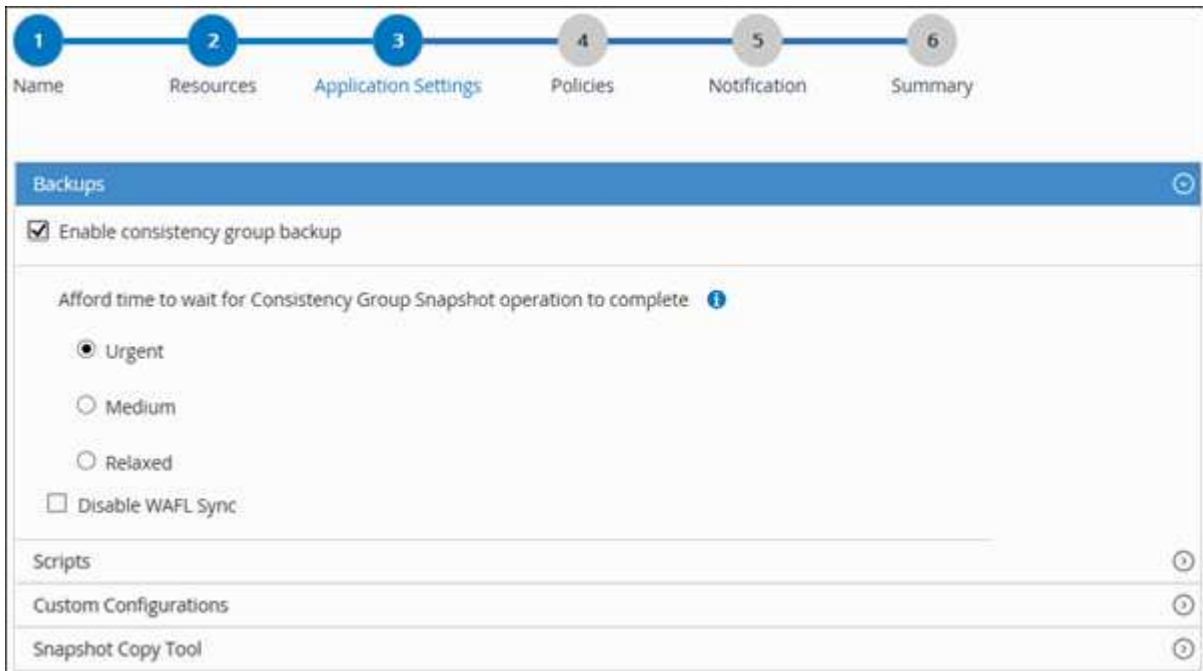 1 2 3 4 5 6
Name Resources Application Settings Policies Notification Summary
Backups
Enable consistency group backup
Afford time to wait for Consistency Group Snapshot operation to complete i
Urgent
Medium
Relaxed
Disable WAFL Sync
Scripts
Custom Configurations
Snapshot Copy Tool